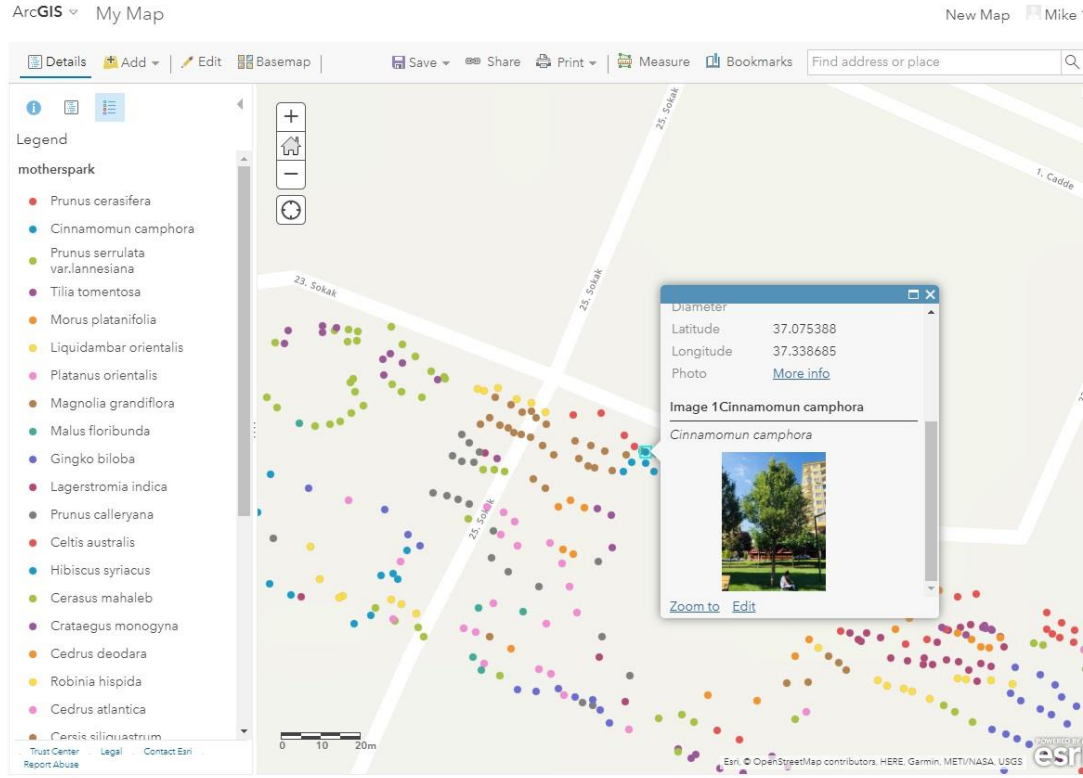 ArcGIS My Map New Map Mike
Details Add Edit Basemap Save Share Print Measure Bookmarks Find address or place
Legend
motherspark
Prunus cerasifera
Cinnamomun camphora
Prunus serrulata
var.lannesiana
Tilia tomentosa
Morus platanifolia
Liquidambar orientalis
Platanus orientalis
Magnolia grandiflora
Malus floribunda
Gingko biloba
Lagerstromia indica
Prunus calleryana
Celtis australis
Hibiscus syriacus
Cerasus mahaleb
Crataegus monogyna
Cedrus deodara
Robinia hispida
Cedrus atlantica
Cersis siliquastrum
Trust Center Legal Contact Esri
Report Abuse
25. Sokak
1. Cadde
23. Sokak
25. Sokak
25. Sokak
Diameter
Latitude 37.075388
Longitude 37.338685
Photo More info
Image 1Cinnamomun camphora
Cinnamomun camphora
Zoom to Edit
0 10 20m
Esri, © OpenStreetMap contributors, HERE, Garmin, METI/NASA, USGS
POWERED BY
esri